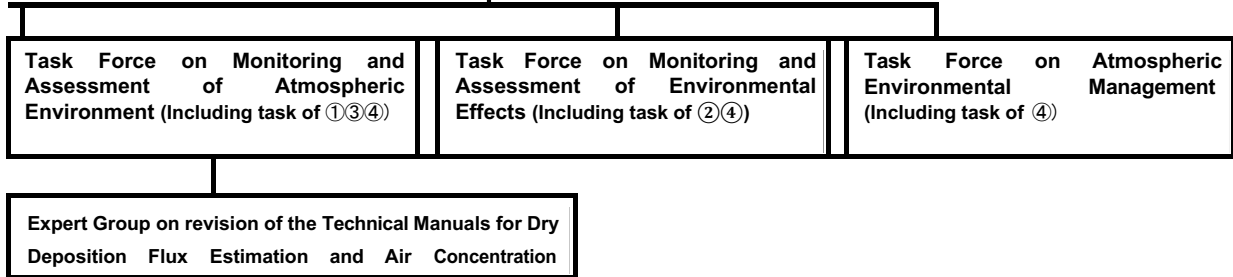 Task Force on Monitoring and
Assessment of Atmospheric
Environment (Including task of ①③④)
Task Force on Monitoring and
Assessment of Environmental
Effects (Including task of ②④)
Task Force on Atmospheric
Environmental Management
(Including task of ④)
Expert Group on revision of the Technical Manuals for Dry
Deposition Flux Estimation and Air Concentration